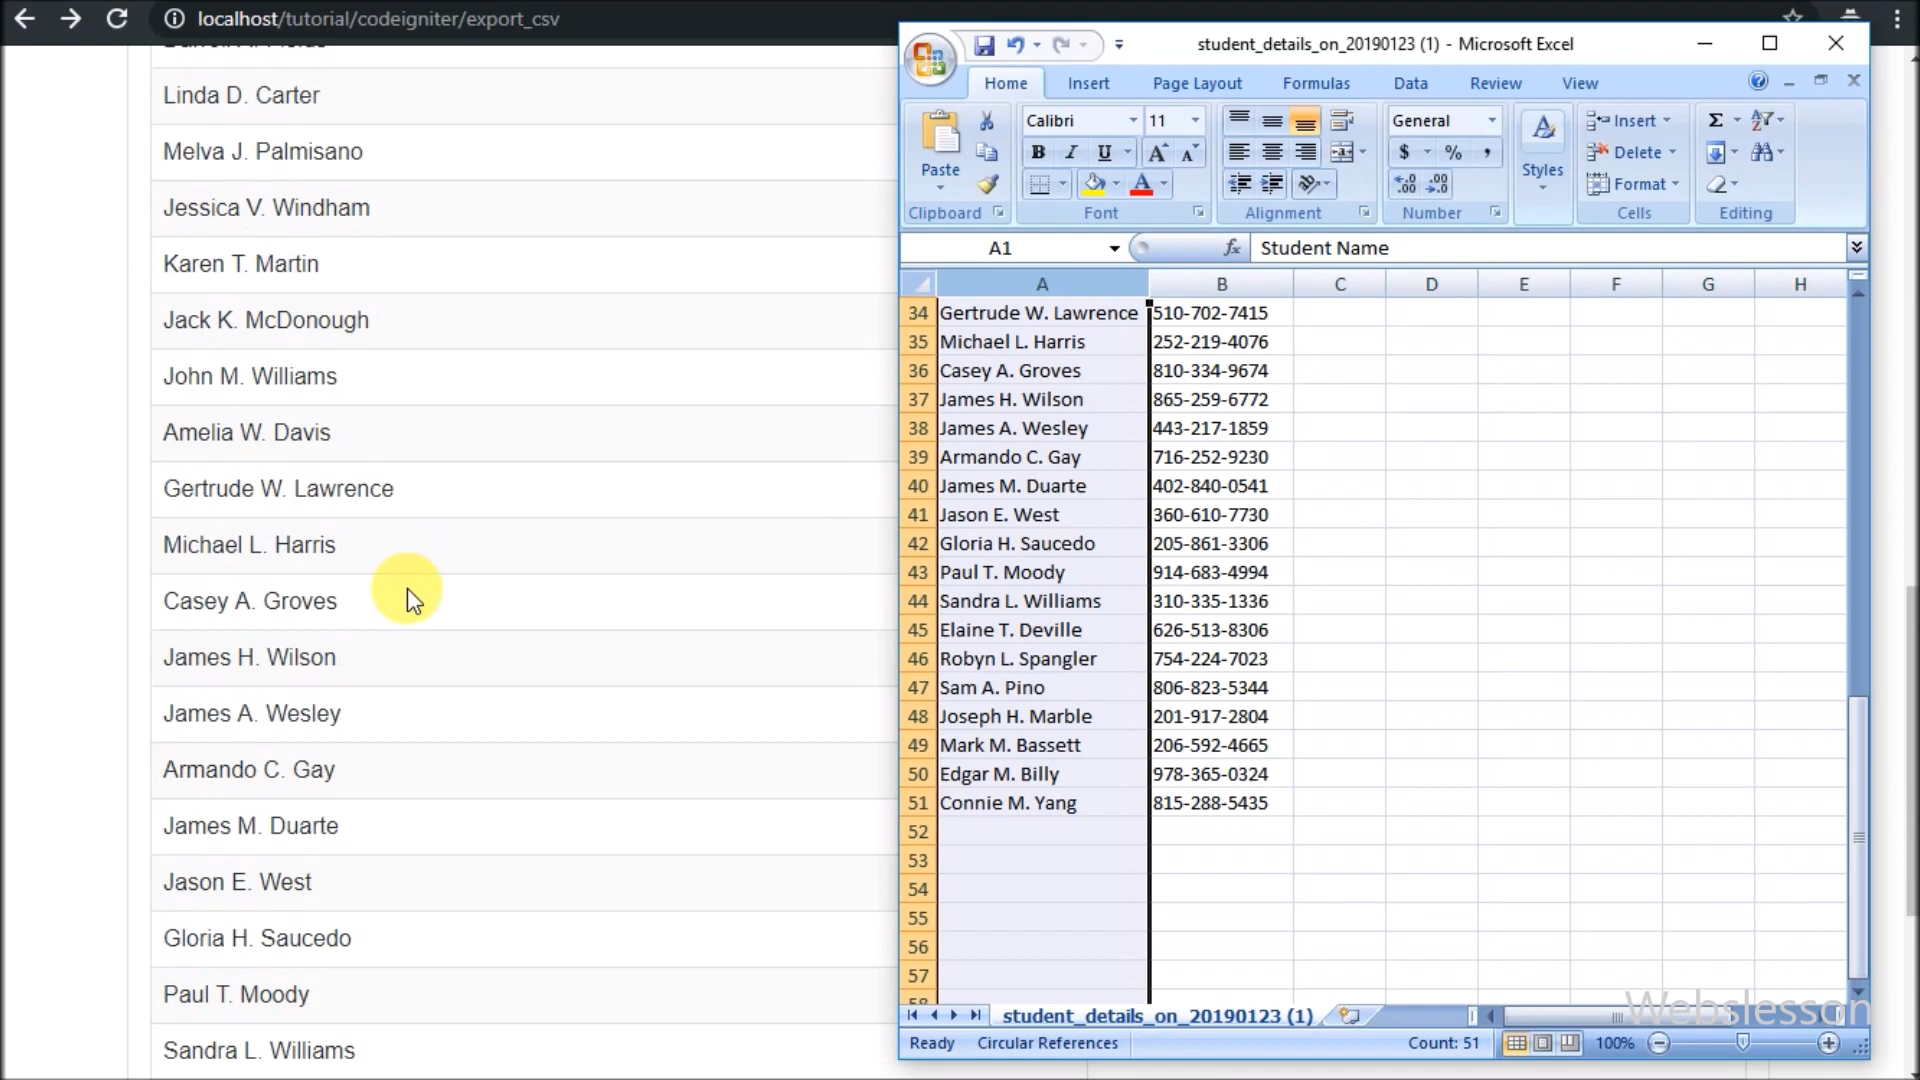 localhost/tutorial/codeigniter/export_csv
Linda D. Carter
Melva J. Palmisano
Jessica V. Windham
Karen T. Martin
Jack K. McDonough
John M. Williams
Amelia W. Davis
Gertrude W. Lawrence
Michael L. Harris
Casey A. Groves
James H. Wilson
James A. Wesley
Armando C. Gay
James M. Duarte
Jason E. West
Gloria H. Saucedo
Paul T. Moody
Sandra L. Williams
student_details_on_20190123 (1) - Microsoft Excel
Home Insert Page Layout Formulas Data Review View
Calibri 11 General Insert
B I U $ % , Delete
Paste Styles Format
Clipboard Font Alignment Number Cells Editing
A1 fx Student Name
A B C D E F G H
34 Gertrude W. Lawrence 510-702-7415
35 Michael L. Harris 252-219-4076
36 Casey A. Groves 810-334-9674
37 James H. Wilson 865-259-6772
38 James A. Wesley 443-217-1859
39 Armando C. Gay 716-252-9230
40 James M. Duarte 402-840-0541
41 Jason E. West 360-610-7730
42 Gloria H. Saucedo 205-861-3306
43 Paul T. Moody 914-683-4994
44 Sandra L. Williams 310-335-1336
45 Elaine T. Deville 626-513-8306
46 Robyn L. Spangler 754-224-7023
47 Sam A. Pino 806-823-5344
48 Joseph H. Marble 201-917-2804
49 Mark M. Bassett 206-592-4665
50 Edgar M. Billy 978-365-0324
51 Connie M. Yang 815-288-5435
52
53
54
55
56
57
student_details_on_20190123 (1)
Webslesson
Ready Circular References Count: 51 100%